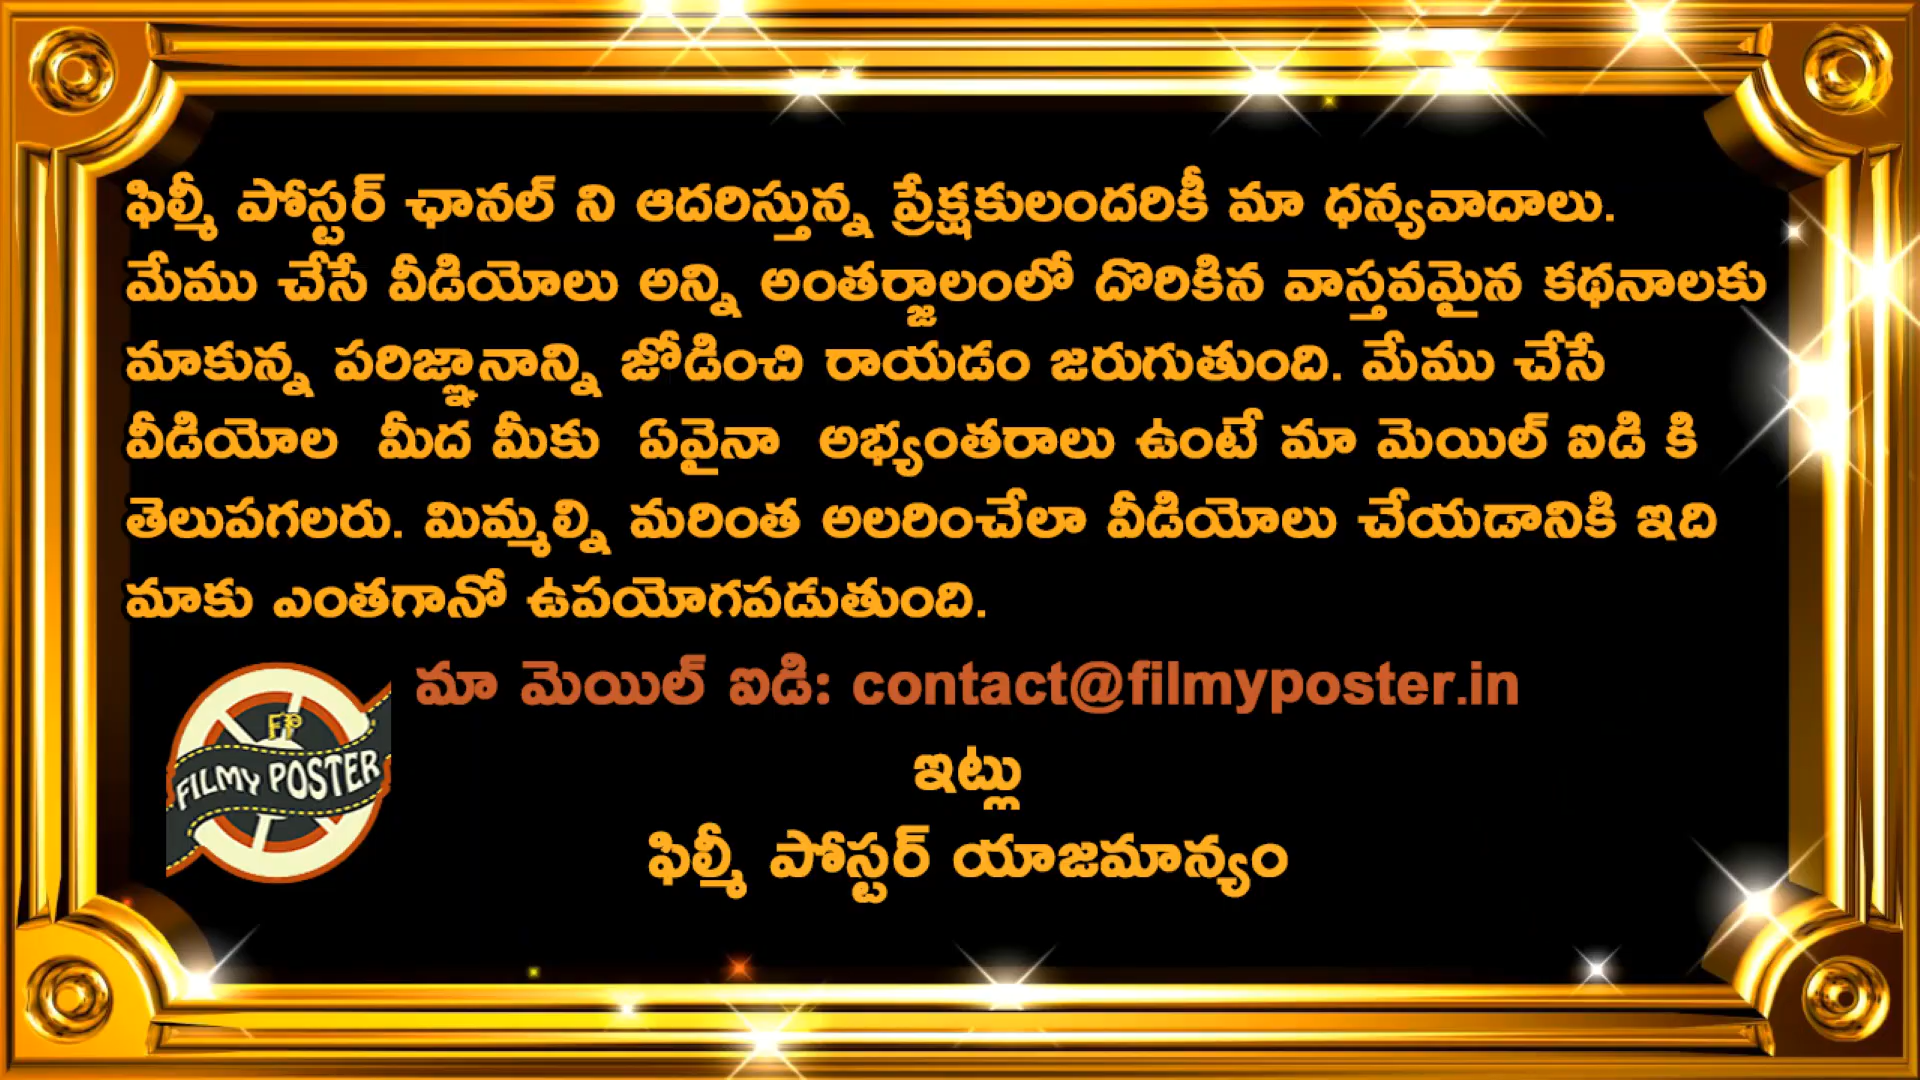 ఫిల్మీ పోస్టర్ ఛానల్ ని ఆదరిస్తున్న ప్రేక్షకులందరికీ మా ధన్యవాదాలు.
మేము చేసే వీడియోలు అన్ని అంతర్జాలంలో దొరికిన వాస్తవమైన కథనాలకు
మాకున్న పరిజ్ఞానాన్ని జోడించి రాయడం జరుగుతుంది. మేము చేసే
వీడియోల మీద మీకు ఏవైనా అభ్యంతరాలు ఉంటే మా మెయిల్ ఐడి కి
తెలుపగలరు. మిమ్మల్ని మరింత అలరించేలా వీడియోలు చేయడానికి ఇది
మాకు ఎంతగానో ఉపయోగపడుతుంది.
మా మెయిల్ ఐడి: contact@filmyposter.in
FP
FILMY POSTER
ఇట్లు
ఫిల్మీ పోస్టర్ యాజమాన్యం